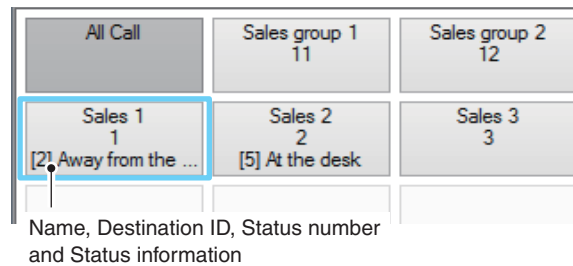 All Call
Sales group 1
11
Sales group 2
12
Sales 1
1
[2] Away from the ...
Sales 2
2
[5] At the desk
Sales 3
3
Name, Destination ID, Status number
and Status information